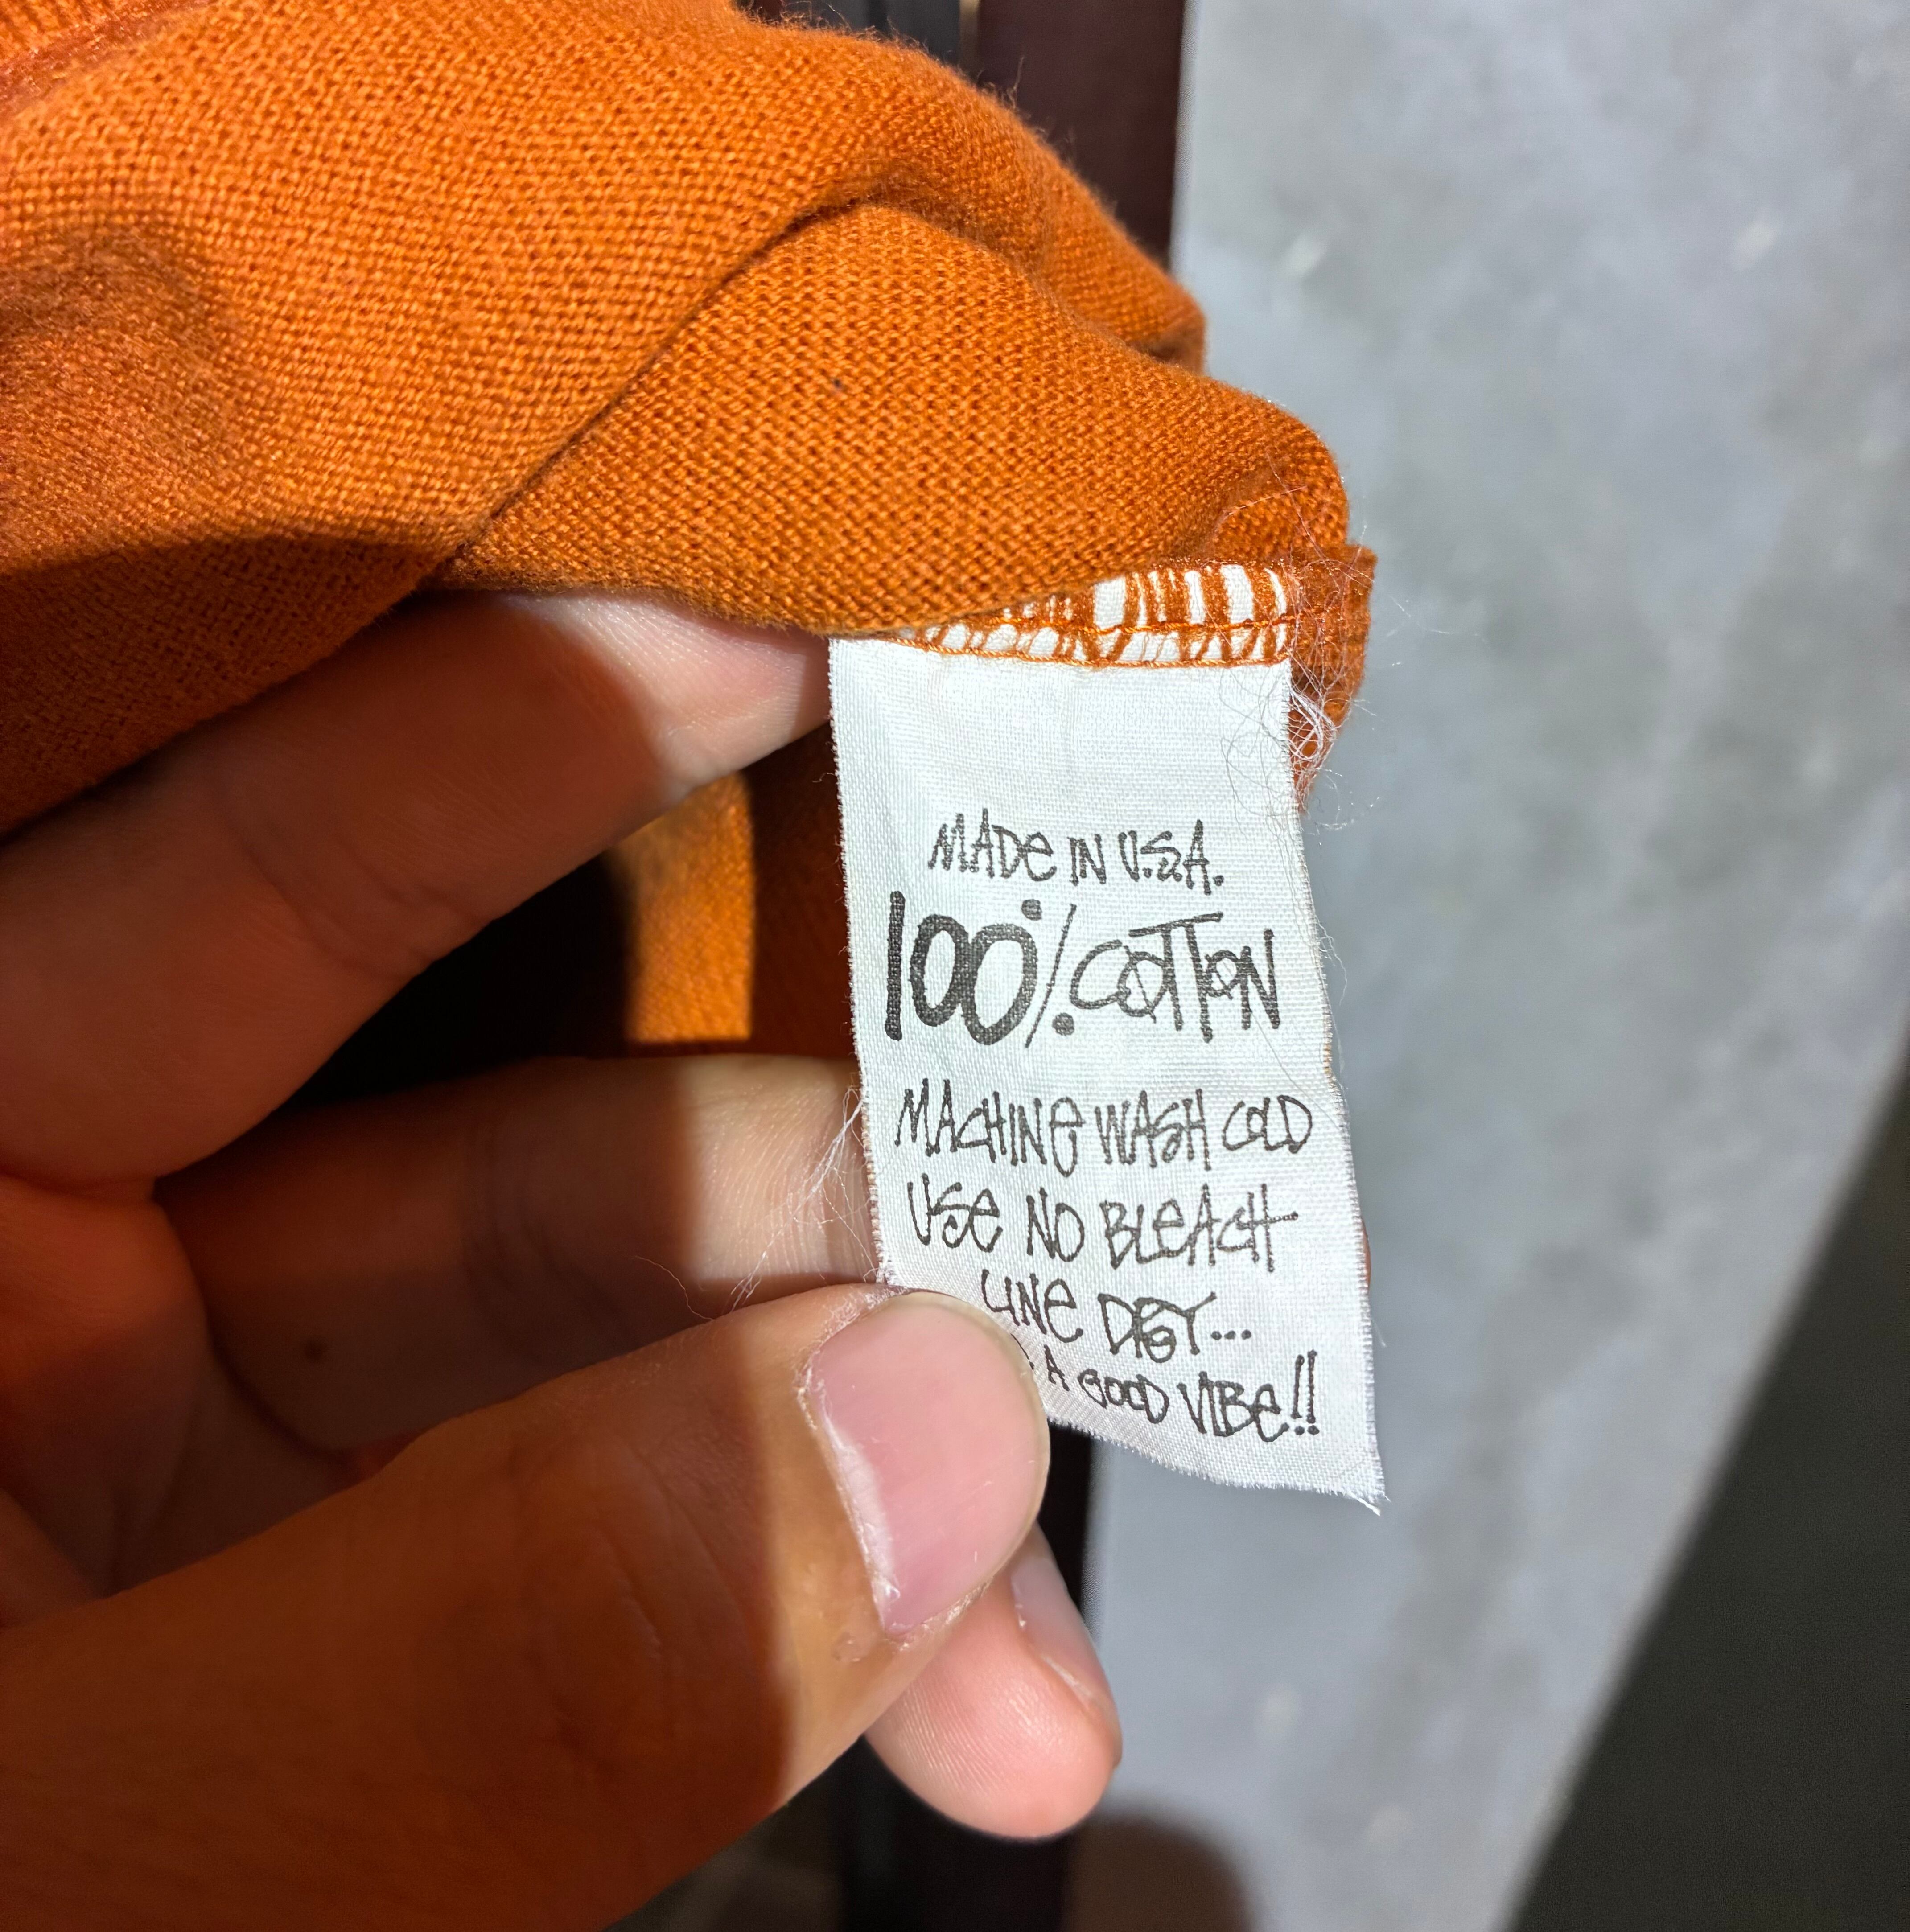 MADE IN U.S.A.
100% COTTON
MACHINE WASH COLD
USE NO BLEACH
LINE DRY...
A GOOD VIBE!!